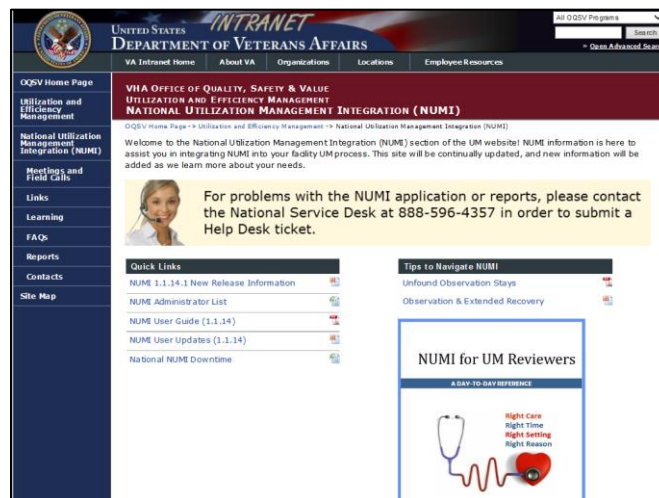 INTRANET
UNITED STATES
DEPARTMENT OF VETERANS AFFAIRS
All OQSV Programs
Search
» Open Advanced Search
VA Intranet Home
About VA
Organizations
Locations
Employee Resources
OQSV Home Page
Utilization and
Efficiency
Management
National Utilization
Management
Integration (NUMI)
Meetings and
Field Calls
Links
Learning
FAQs
Reports
Contacts
Site Map
VHA OFFICE OF QUALITY, SAFETY & VALUE
UTILIZATION AND EFFICIENCY MANAGEMENT
NATIONAL UTILIZATION MANAGEMENT INTEGRATION (NUMI)
OQSV Home Page -> Utilization and Efficiency Management -> National Utilization Management Integration (NUMI)
Welcome to the National Utilization Management Integration (NUMI) section of the UM website! NUMI information is here to
assist you in integrating NUMI into your facility UM process. This site will be continually updated, and new information will be
added as we learn more about your needs.
For problems with the NUMI application or reports, please contact
the National Service Desk at 888-596-4357 in order to submit a
Help Desk ticket.
Quick Links
NUMI 1.1.14.1 New Release Information
NUMI Administrator List
NUMI User Guide (1.1.14)
NUMI User Updates (1.1.14)
National NUMI Downtime
Tips to Navigate NUMI
Unfound Observation Stays
Observation & Extended Recovery
NUMI for UM Reviewers
A DAY-TO-DAY REFERENCE
Right Care
Right Time
Right Setting
Right Reason